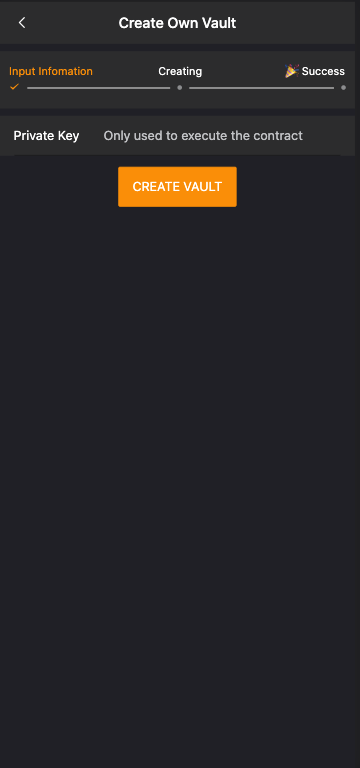 Create Own Vault
Input Infomation
Creating
🎉 Success
Private Key
Only used to execute the contract
CREATE VAULT